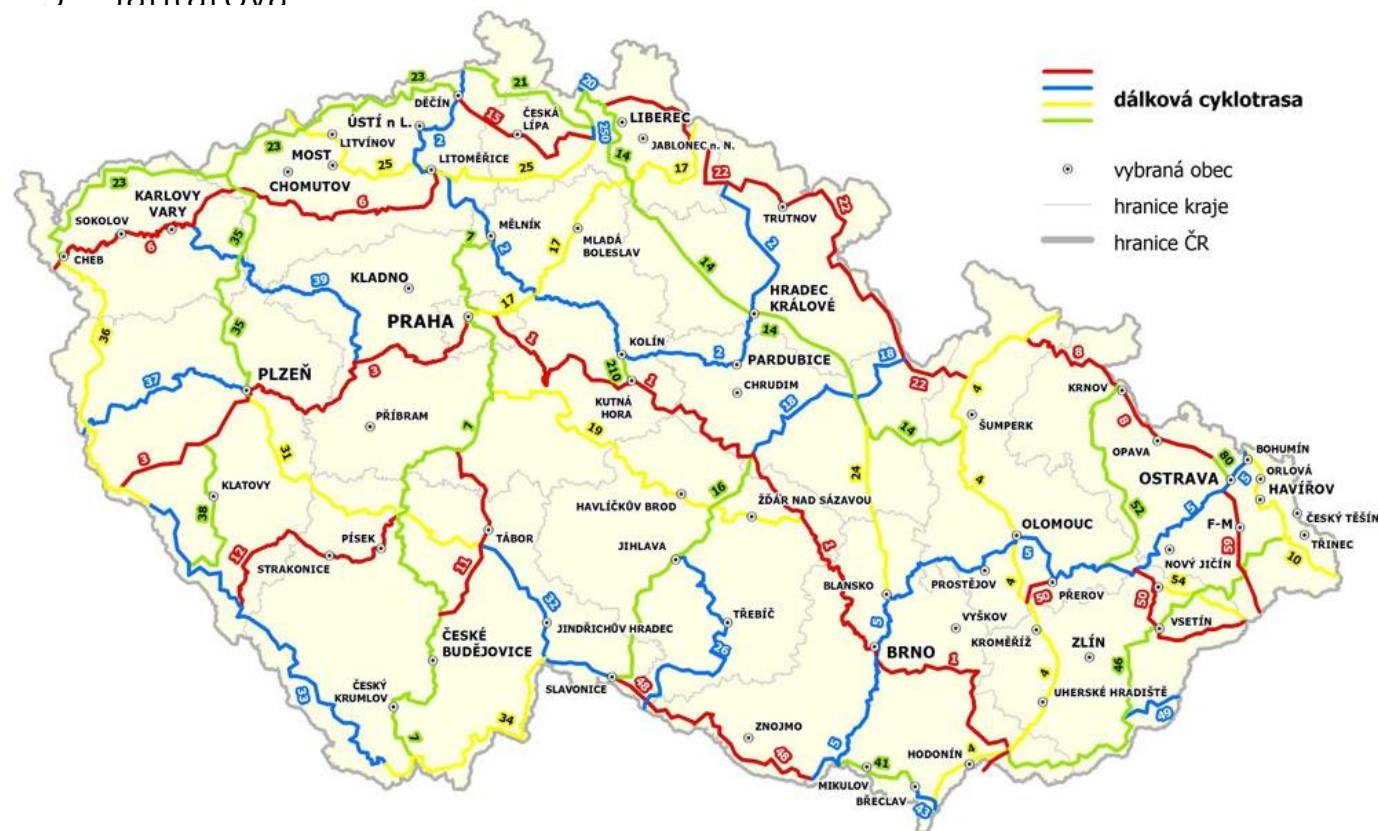 Jantarová
dálková cyklotrasa
vybraná obec
hranice kraje
hranice ČR
23
21
20
DĚČÍN
15
ČESKÁ
LÍPA
LIBEREC
250
ÚSTÍ n L.
2
JABLONEC n. N.
LITVÍNOV
23
MOST
25
LITOMĚŘICE
25
14
17
CHOMUTOV
22
23
KARLOVY
VARY
6
TRUTNOV
22
SOKOLOV
6
35
7
MĚLNÍK
2
17
MLADÁ
BOLESLAV
2
CHEB
14
39
KLADNO
17
HRADEC
KRÁLOVÉ
36
35
PRAHA
14
1
KOLÍN
2
PARDUBICE
18
8
37
PLZEŇ
3
210
1
22
4
KRNOV
KUTNÁ
HORA
CHRUDIM
18
8
PŘÍBRAM
7
19
14
ŠUMPERK
OPAVA
3
31
24
80
BOHUMÍN
ORLOVÁ
OSTRAVA
5
HAVÍŘOV
KLATOVY
38
16
4
52
5
HAVLÍČKŮV BROD
ŽĎÁR NAD SÁZAVOU
ČESKÝ TĚŠÍN
F-M
PÍSEK
TÁBOR
1
OLOMOUC
TŘINEC
JIHLAVA
5
59
10
12
STRAKONICE
11
NOVÝ JIČÍN
BLANSKO
PROSTĚJOV
4
54
32
50
PŘEROV
50
TŘEBÍČ
JINDŘICHŮV HRADEC
5
VYŠKOV
VSETÍN
ČESKÉ
BUDĚJOVICE
26
BRNO
KROMĚŘÍŽ
ZLÍN
1
4
46
ČESKÝ
KRUMLOV
SLAVONICE
48
UHERSKÉ HRADIŠTĚ
33
34
49
7
ZNOJMO
5
48
HODONÍN
4
41
MIKULOV
BŘECLAV
43